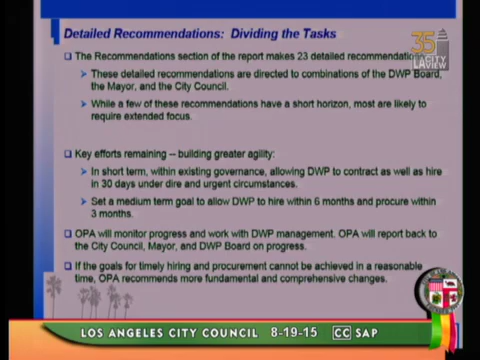 Detailed Recommendations: Dividing the Tasks
35
LACITY
LAVIEW
The Recommendations section of the report makes 23 detailed
These detailed recommendations are directed to combinations of the DWP Board,
the Mayor, and the City Council.
While a few of these recommendations have a short horizon, most are likely to
require extended focus.
Key efforts remaining -- building greater agility:
In short term, within existing governance, allowing DWP to contract as well as hire
in 30 days under dire and urgent circumstances.
Set a medium term goal to allow DWP to hire within 6 months and procure within
3 months.
OPA will monitor progress and work with DWP management. OPA will report back to
the City Council, Mayor, and DWP Board on progress.
If the goals for timely hiring and procurement cannot be achieved in a reasonable
time, OPA recommends more fundamental and comprehensive changes.
LOS ANGELES CITY COUNCIL 8-19-15 CC SAP